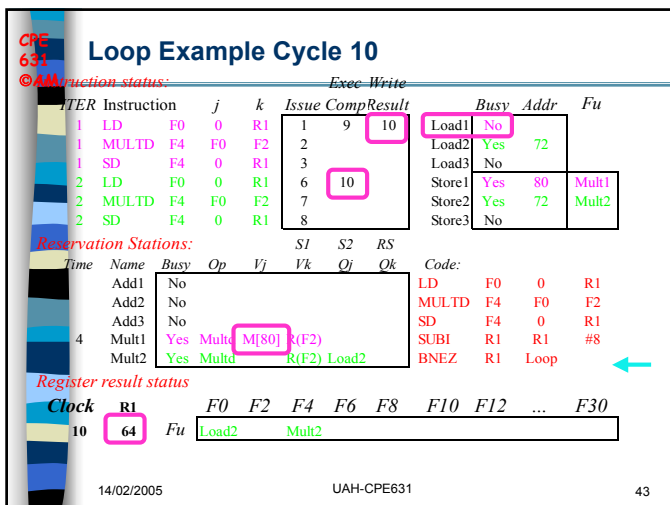 CPE
631
©AM
Loop Example Cycle 10
Instruction status: Exec Write
ITER Instruction j k Issue Comp Result Busy Addr Fu
1 LD F0 0 R1 1 9 10 Load1 No
1 MULTD F4 F0 F2 2 Load2 Yes 72
1 SD F4 0 R1 3 Load3 No
2 LD F0 0 R1 6 10 Store1 Yes 80 Mult1
2 MULTD F4 F0 F2 7 Store2 Yes 72 Mult2
2 SD F4 0 R1 8 Store3 No
Reservation Stations: S1 S2 RS
Time Name Busy Op Vj Vk Qj Qk Code:
Add1 No LD F0 0 R1
Add2 No MULTD F4 F0 F2
Add3 No SD F4 0 R1
4 Mult1 Yes Multd M[80] R(F2) SUBI R1 R1 #8
Mult2 Yes Multd R(F2) Load2 BNEZ R1 Loop
Register result status
Clock R1 F0 F2 F4 F6 F8 F10 F12 ... F30
10 64 Fu Load2 Mult2
14/02/2005 UAH-CPE631 43